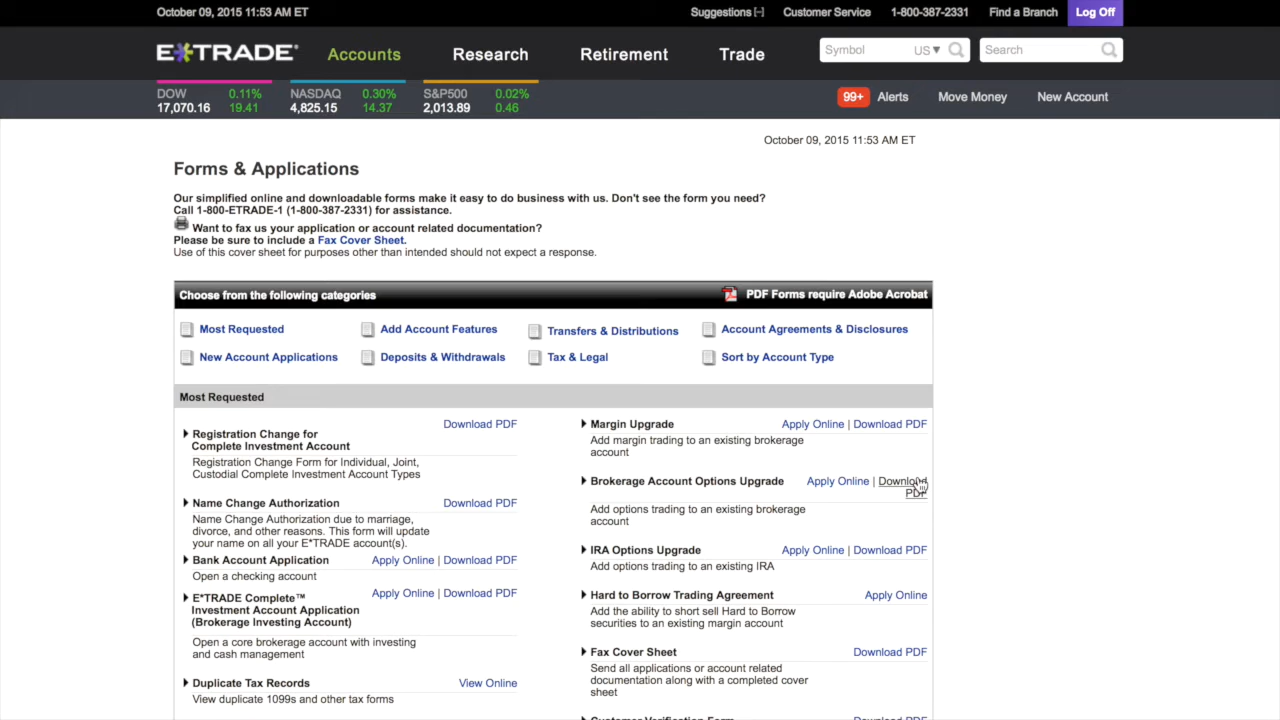 October 09, 2015 11:53 AM ET
Suggestions [-] Customer Service 1-800-387-2331 Find a Branch Log Off
E*TRADE Accounts Research Retirement Trade Symbol US▼ Search
DOW 0.11% NASDAQ 0.30% S&P500 0.02%
17,070.16 19.41 4,825.15 14.37 2,013.89 0.46
99+ Alerts Move Money New Account
October 09, 2015 11:53 AM ET
Forms & Applications
Our simplified online and downloadable forms make it easy to do business with us. Don't see the form you need?
Call 1-800-ETRADE-1 (1-800-387-2331) for assistance.
Want to fax us your application or account related documentation?
Please be sure to include a Fax Cover Sheet.
Use of this cover sheet for purposes other than intended should not expect a response.
Choose from the following categories PDF Forms require Adobe Acrobat
Most Requested Add Account Features Transfers & Distributions Account Agreements & Disclosures
New Account Applications Deposits & Withdrawals Tax & Legal Sort by Account Type
Most Requested
Download PDF
Registration Change for
Complete Investment Account
Registration Change Form for Individual, Joint,
Custodial Complete Investment Account Types
Name Change Authorization Download PDF
Name Change Authorization due to marriage,
divorce, and other reasons. This form will update
your name on all your E*TRADE account(s).
Bank Account Application Apply Online | Download PDF
Open a checking account
E*TRADE Complete™ Apply Online | Download PDF
Investment Account Application
(Brokerage Investing Account)
Open a core brokerage account with investing
and cash management
Duplicate Tax Records View Online
View duplicate 1099s and other tax forms
Margin Upgrade Apply Online | Download PDF
Add margin trading to an existing brokerage
account
Brokerage Account Options Upgrade Apply Online | Download
PDF
Add options trading to an existing brokerage
account
IRA Options Upgrade Apply Online | Download PDF
Add options trading to an existing IRA
Hard to Borrow Trading Agreement Apply Online
Add the ability to short sell Hard to Borrow
securities to an existing margin account
Fax Cover Sheet Download PDF
Send all applications or account related
documentation along with a completed cover
sheet
Customer Verification Form Download PDF